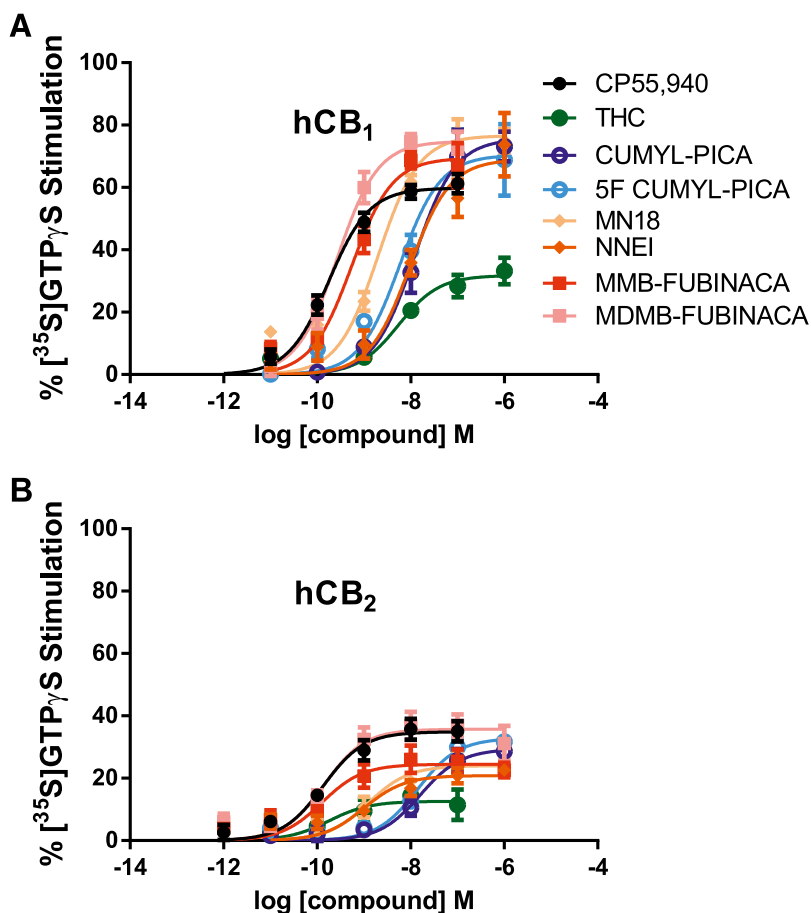 A
% [³⁵S]GTPγS Stimulation
100
80
60
40
20
0
hCB₁
CP55,940
THC
CUMYL-PICA
5F CUMYL-PICA
MN18
NNEI
MMB-FUBINACA
MDMB-FUBINACA
-14 -12 -10 -8 -6 -4
log [compound] M
B
% [³⁵S]GTPγS Stimulation
100
80
60
40
20
0
hCB₂
-14 -12 -10 -8 -6 -4
log [compound] M